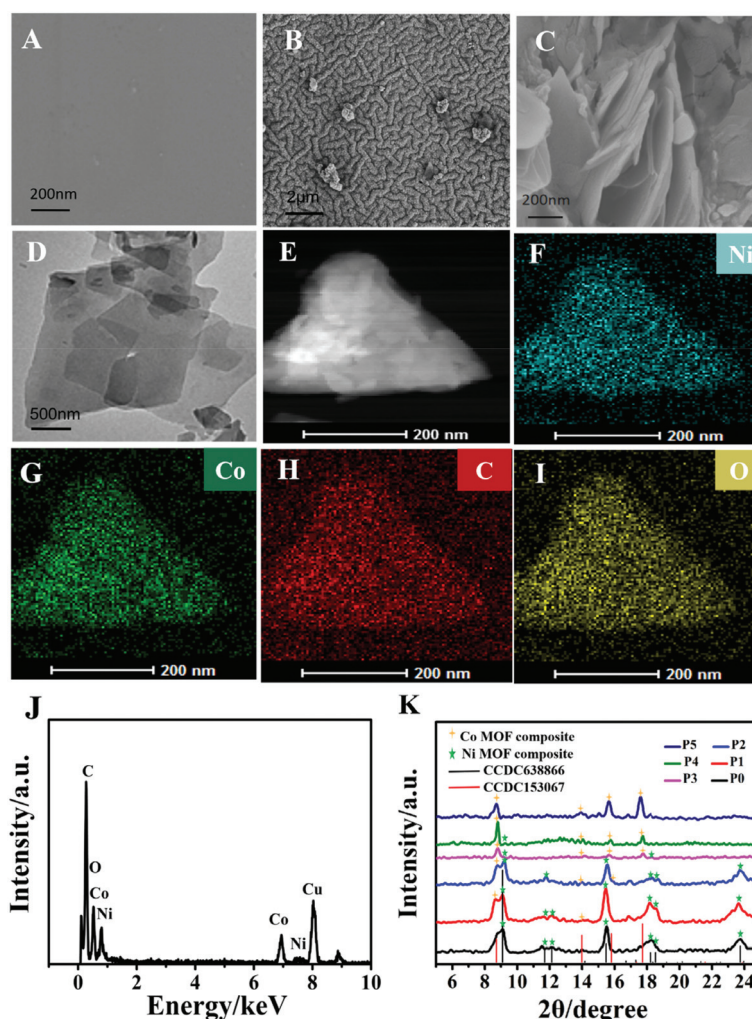 A
200nm
B
2μm
C
200nm
D
500nm
E
200 nm
F
Ni
200 nm
G
Co
200 nm
H
C
200 nm
I
O
200 nm
J
C
O
Co
Ni
Co
Ni
Cu
Intensity/a.u.
0 2 4 6 8 10
Energy/keV
K
Co MOF composite
Ni MOF composite
CCDC638866
CCDC153067
P5 P2
P4 P1
P3 P0
Intensity/a.u.
6 8 10 12 14 16 18 20 22 24
2θ/degree